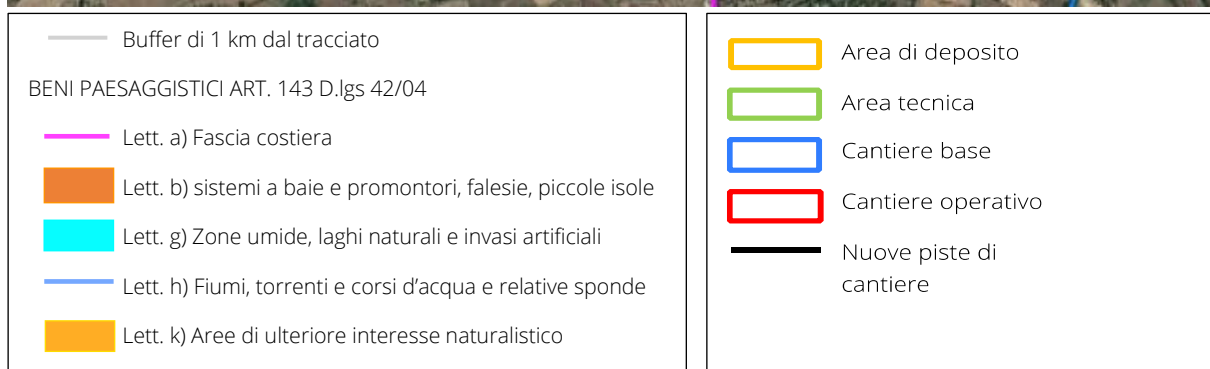 Buffer di 1 km dal tracciato
BENI PAESAGGISTICI ART. 143 D.lgs 42/04
Lett. a) Fascia costiera
Lett. b) sistemi a baie e promontori, falesie, piccole isole
Lett. g) Zone umide, laghi naturali e invasi artificiali
Lett. h) Fiumi, torrenti e corsi d'acqua e relative sponde
Lett. k) Aree di ulteriore interesse naturalistico
Area di deposito
Area tecnica
Cantiere base
Cantiere operativo
Nuove piste di
cantiere